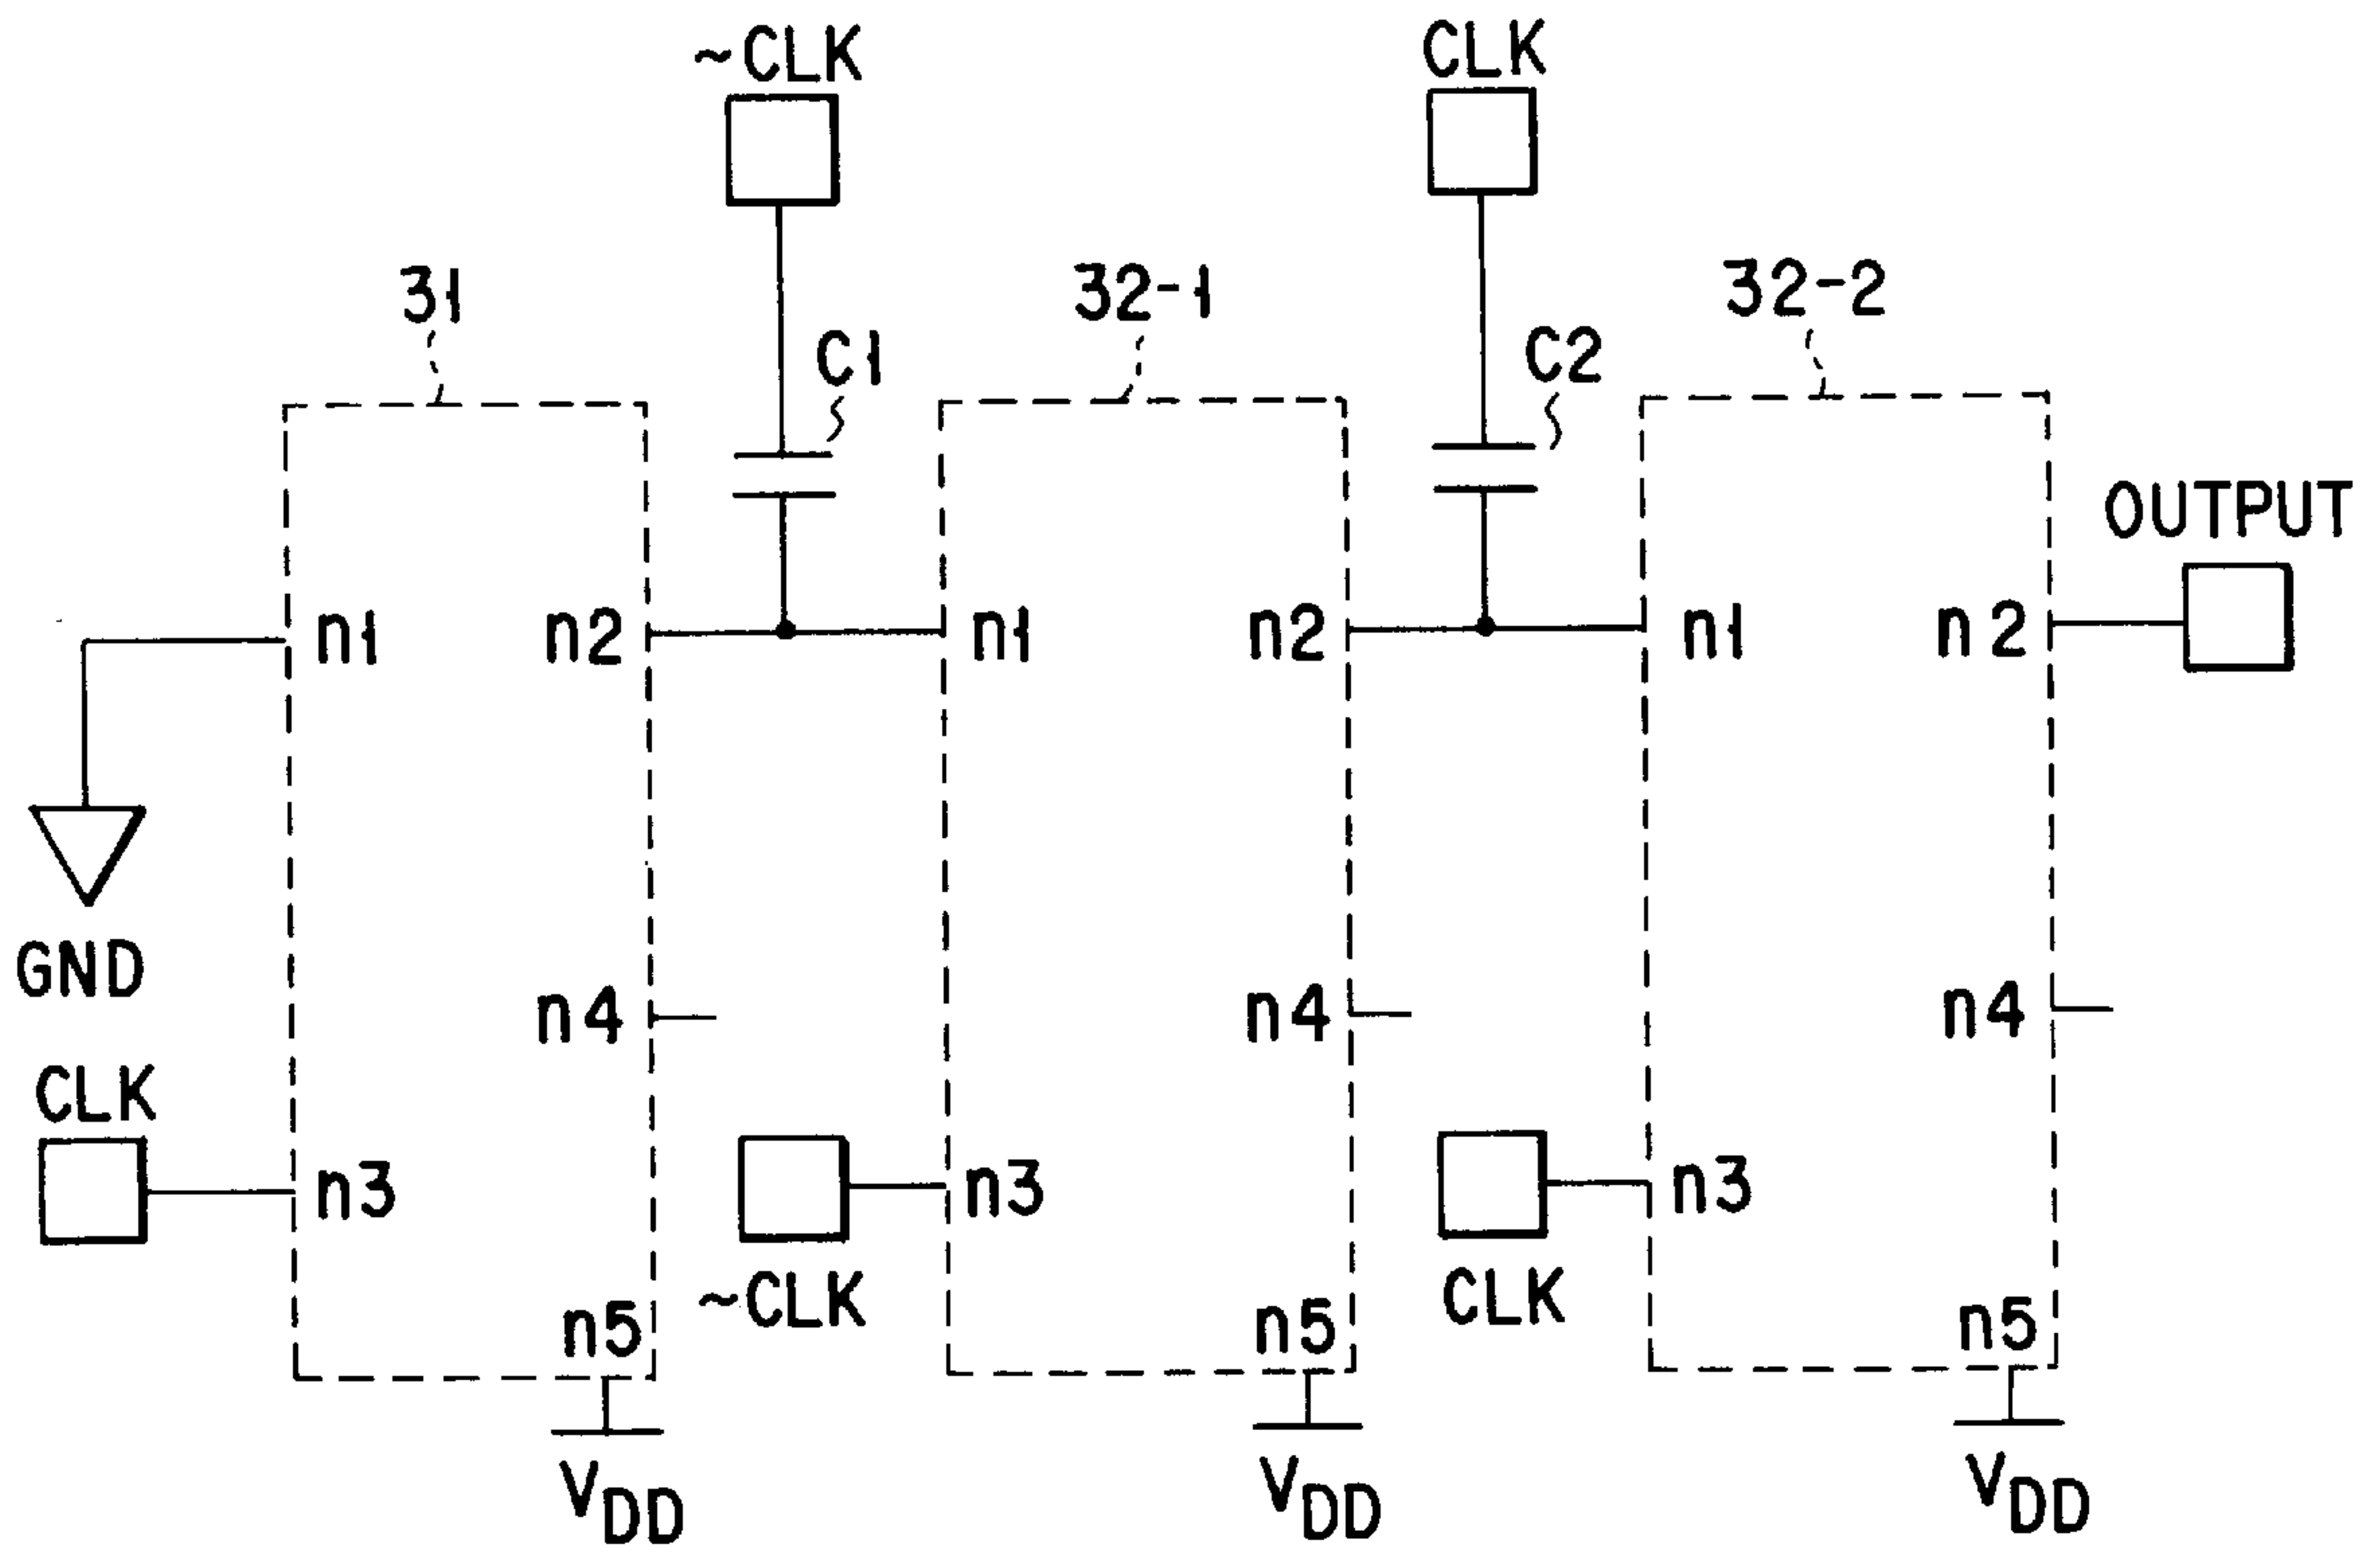 ~CLK
CLK
31
32-1
32-2
C1
C2
OUTPUT
n1
n2
n1
n2
n1
n2
GND
n4
n4
n4
CLK
n3
n3
n3
~CLK
CLK
n5
n5
n5
VDD
VDD
VDD